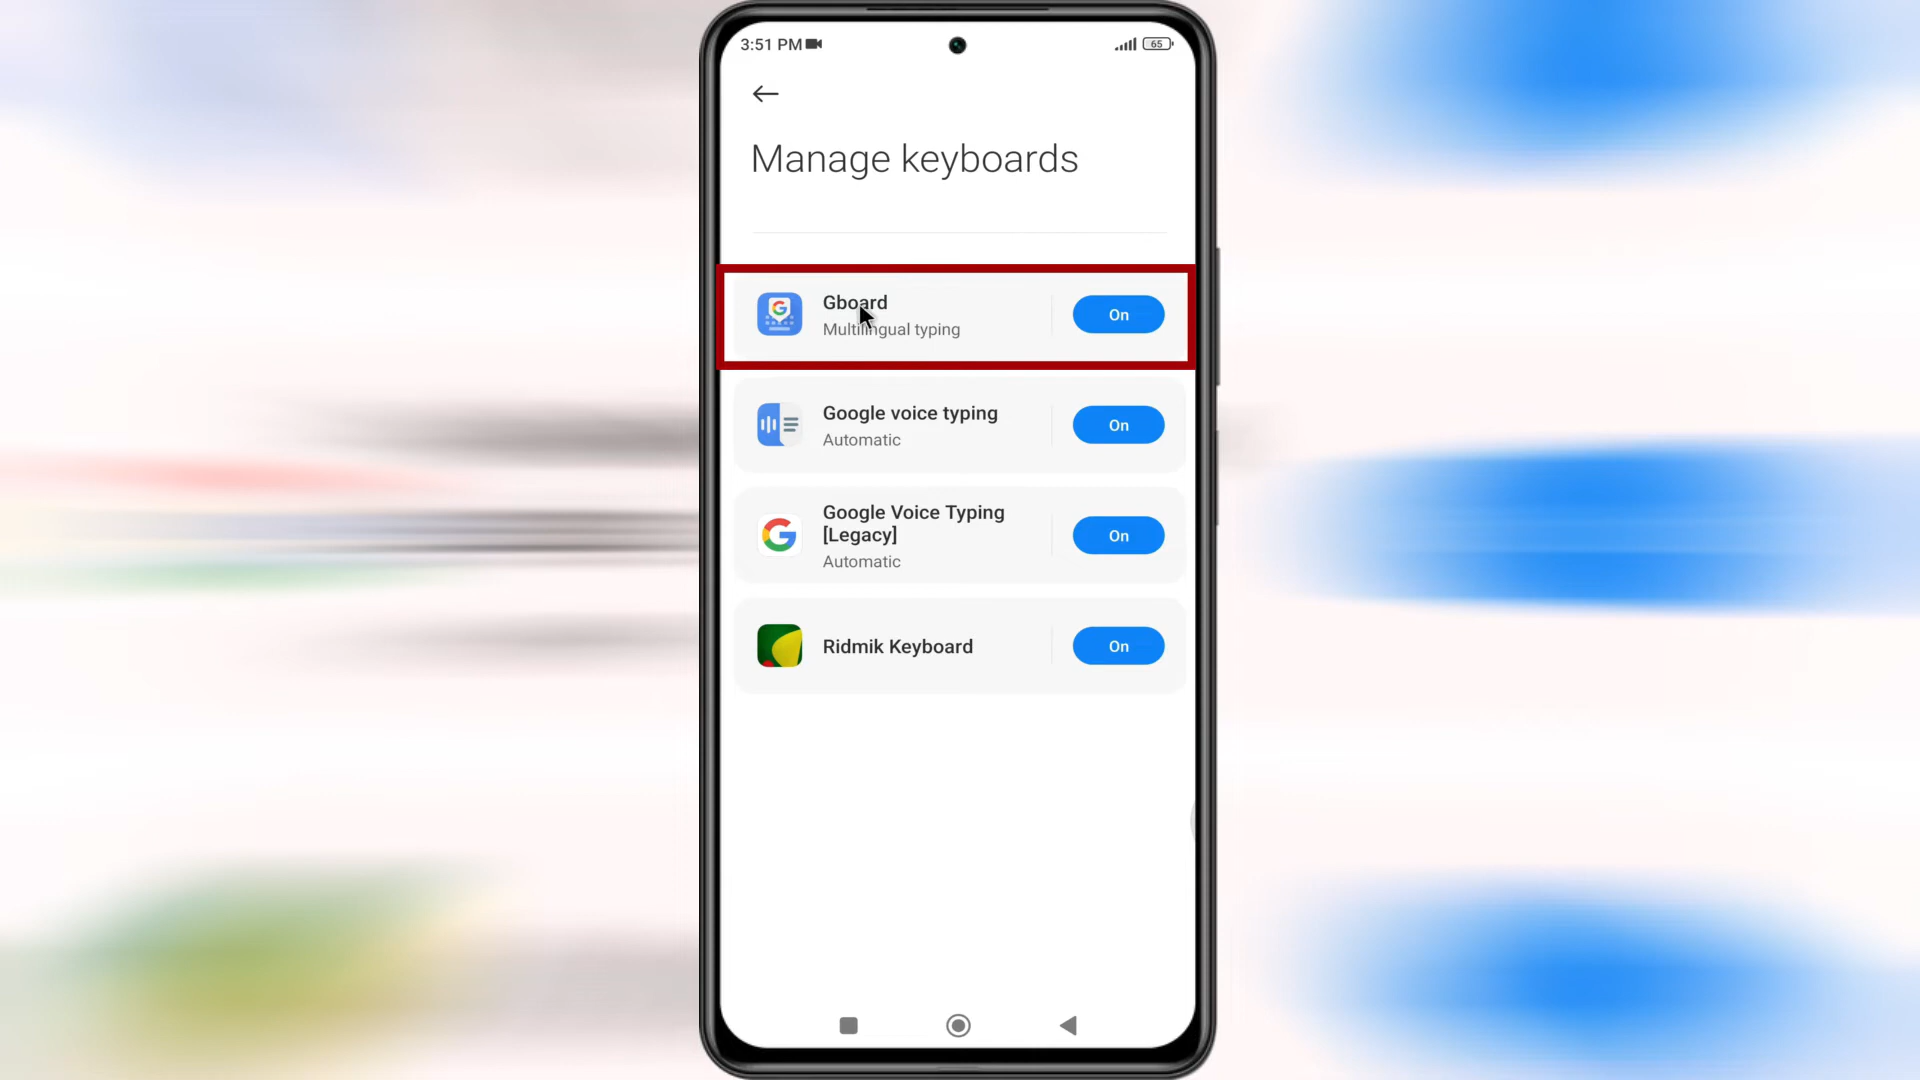 3:51 PM
65
Manage keyboards
Gboard
Multilingual typing
On
Google voice typing
Automatic
On
Google Voice Typing
[Legacy]
Automatic
On
Ridmik Keyboard
On